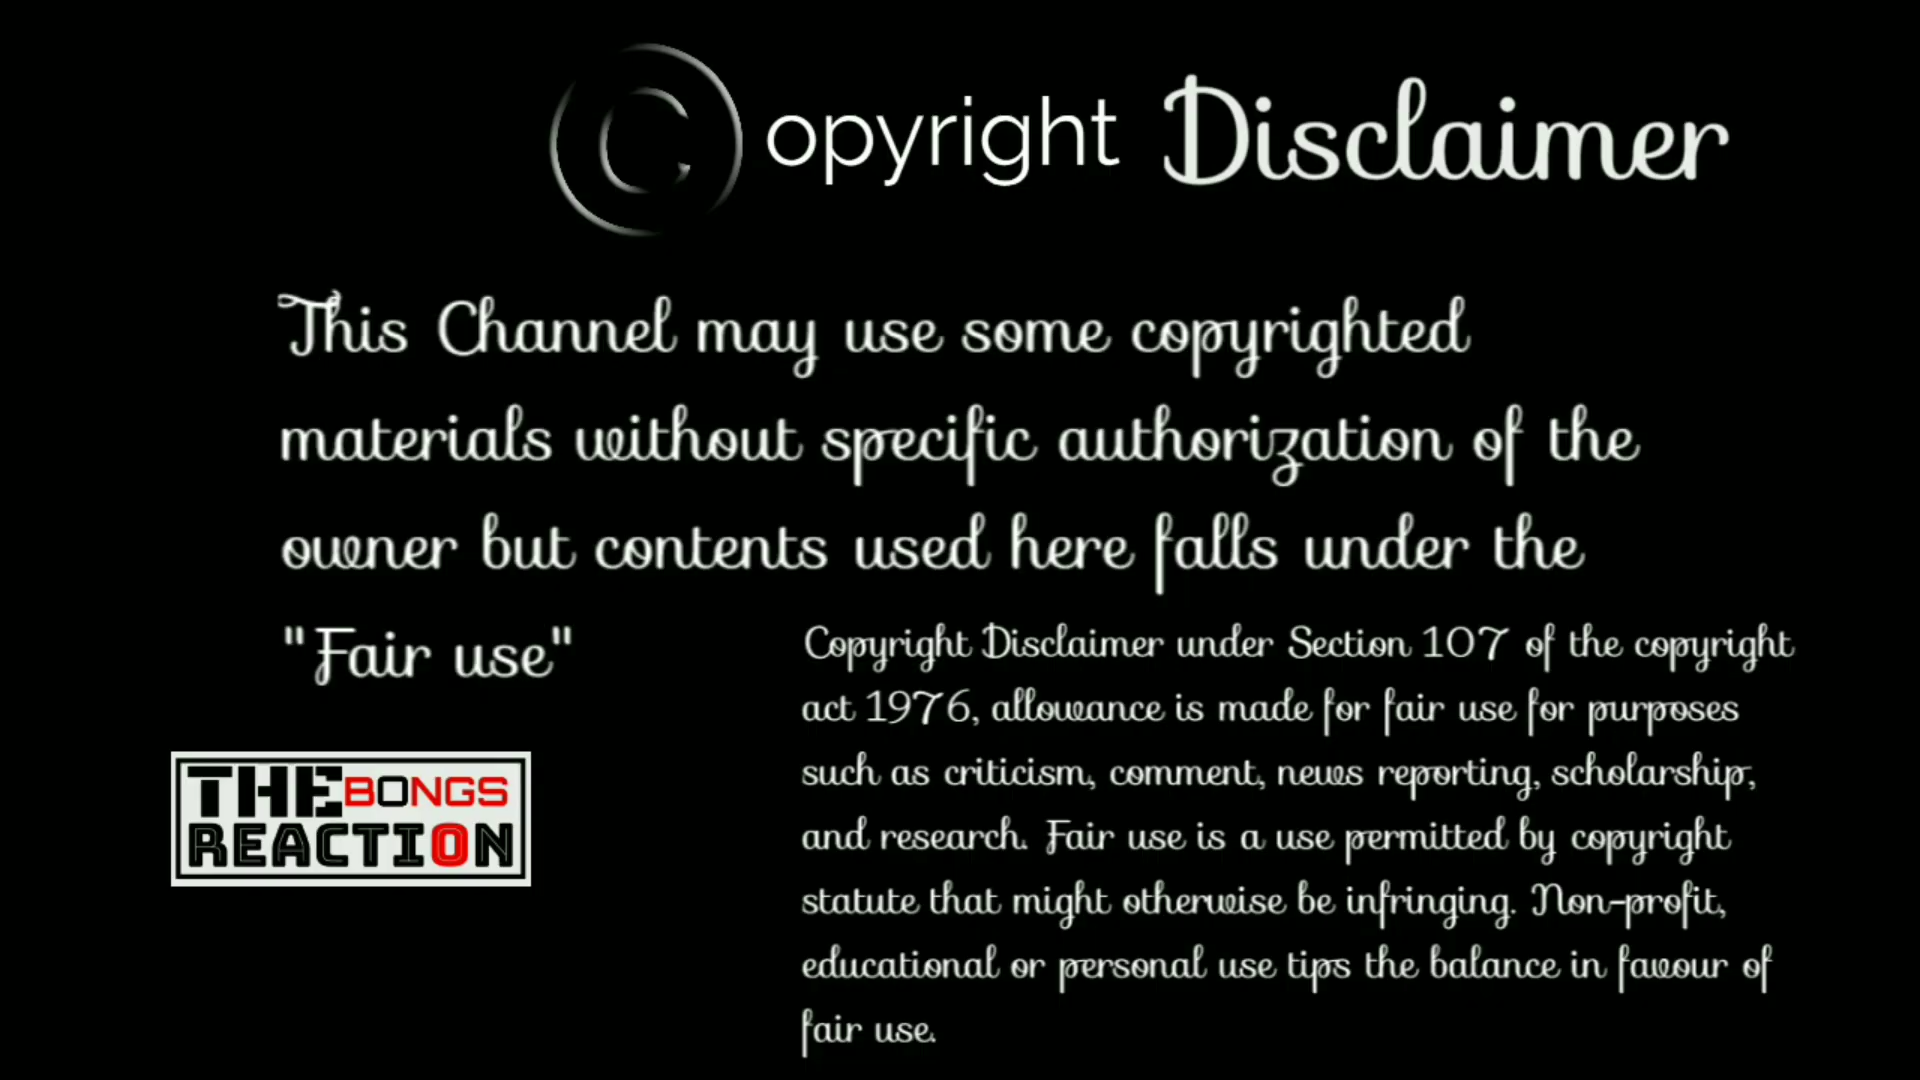 ©opyright Disclaimer
This Channel may use some copyrighted
materials without specific authorization of the
owner but contents used here falls under the
"Fair use"
Copyright Disclaimer under Section 107 of the copyright
act 1976, allowance is made for fair use for purposes
such as criticism, comment, news reporting, scholarship,
and research. Fair use is a use permitted by copyright
statute that might otherwise be infringing. Non-profit,
educational or personal use tips the balance in favour of
fair use.
THE BONGS
REACTION